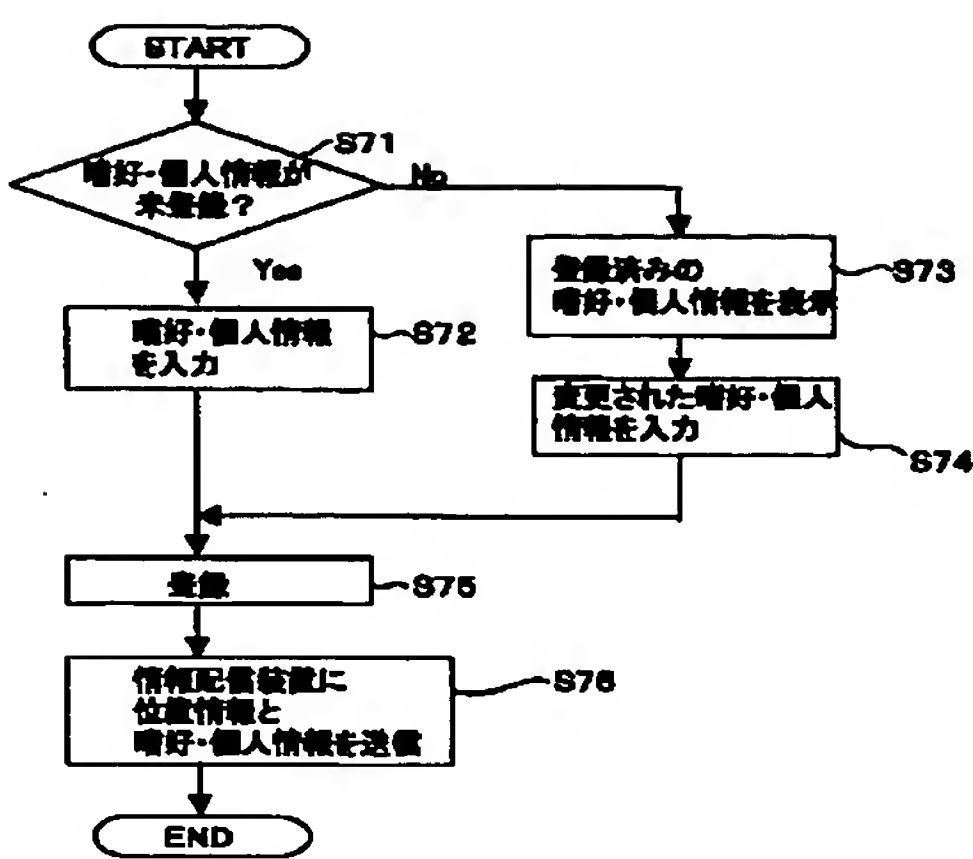 START
S71
嗜好・個人情報が
未登録?
No
Yes
S73
登録済みの
嗜好・個人情報を表示
嗜好・個人情報
を入力
S72
変更された嗜好・個人
情報を入力
S74
登録
S75
情報配信装置に
位置情報と
嗜好・個人情報を送信
S76
END